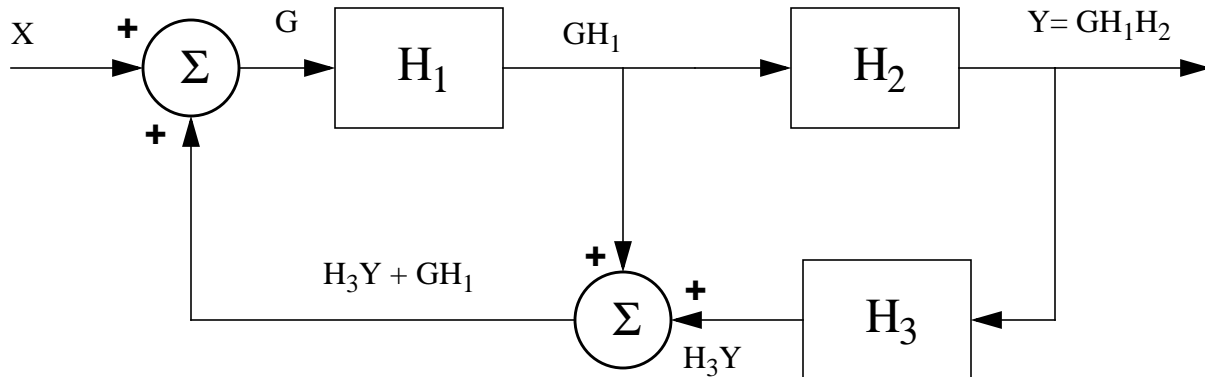 X
+
Σ
+
G
H₁
GH₁
H₂
Y= GH₁H₂
H₃Y + GH₁
+
Σ
+
H₃Y
H₃